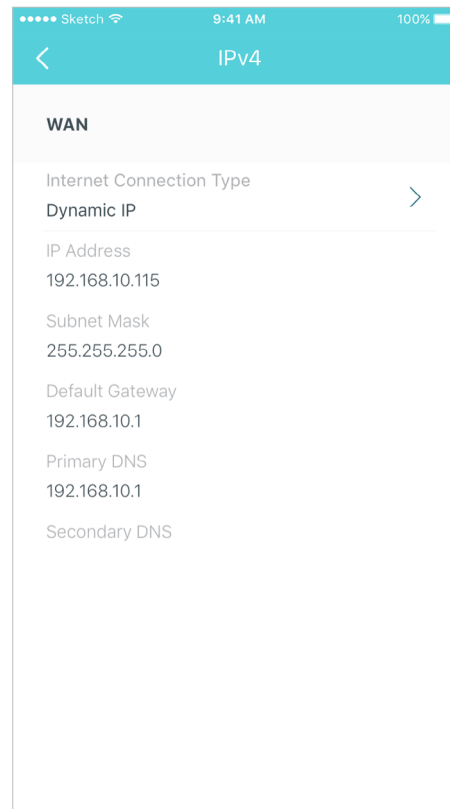 ●●●●● Sketch 9:41 AM 100%
IPv4
WAN
Internet Connection Type
Dynamic IP
IP Address
192.168.10.115
Subnet Mask
255.255.255.0
Default Gateway
192.168.10.1
Primary DNS
192.168.10.1
Secondary DNS